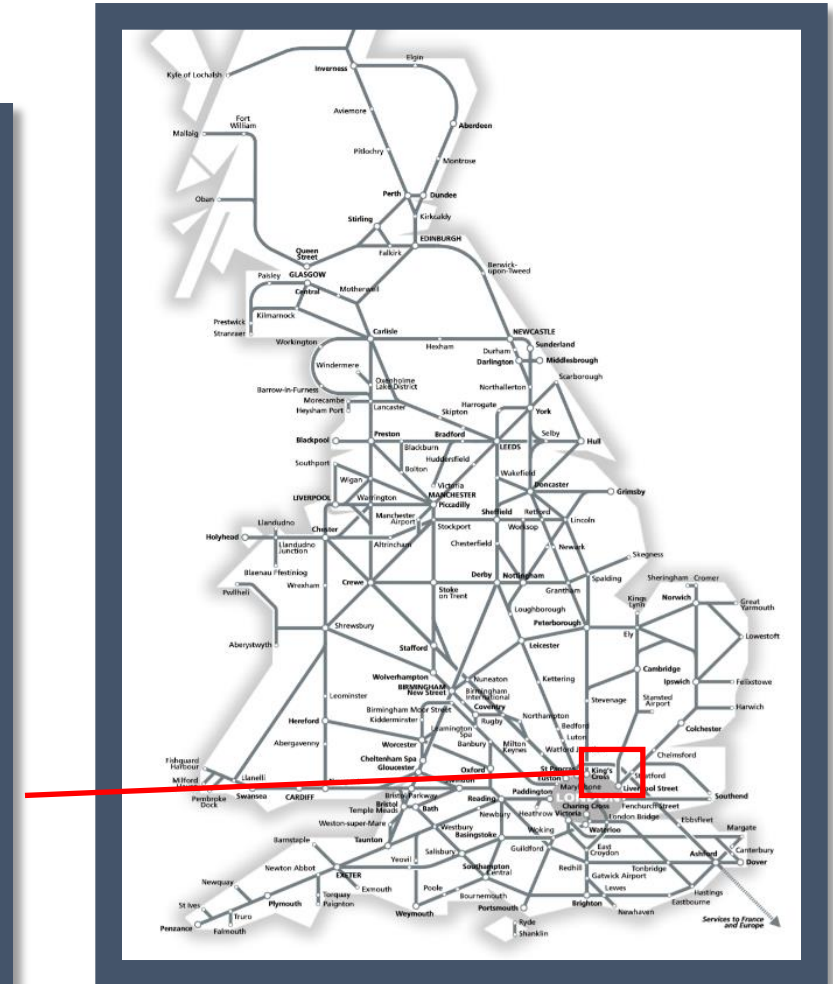 Elgin
Kyle of Lochalsh
Inverness
Aviemore
Fort
William
Mallaig
Aberdeen
Pitlochry
Montrose
Perth
Dundee
Oban
Kirkcaldy
Stirling
EDINBURGH
Queen
Street
Falkirk
GLASGOW
Paisley
Central
Motherwell
Berwick-
upon-Tweed
Kilmarnock
Prestwick
Stranraer
Carlisle
NEWCASTLE
Workington
Hexham
Sunderland
Durham
Darlington
Middlesbrough
Windermere
Oxenholme
Lake District
Scarborough
Barrow-in-Furness
Northallerton
Morecambe
Heysham Port
Lancaster
Harrogate
York
Skipton
Blackpool
Preston
Bradford
Selby
Hull
Blackburn
LEEDS
Huddersfield
Southport
Bolton
Wakefield
Wigan
Victoria
Doncaster
Grimsby
LIVERPOOL
Warrington
MANCHESTER
Piccadilly
Manchester
Airport
Sheffield
Retford
Lincoln
Llandudno
Chester
Stockport
Worksop
Holyhead
Llandudno
Junction
Altrincham
Chesterfield
Newark
Skegness
Blaenau Ffestiniog
Wrexham
Crewe
Derby
Nottingham
Spalding
Sheringham
Cromer
Pwllheli
Stoke
on Trent
Grantham
Kings
Lynn
Norwich
Great
Yarmouth
Loughborough
Peterborough
Aberystwyth
Shrewsbury
Ely
Lowestoft
Stafford
Leicester
Wolverhampton
Nuneaton
Kettering
Cambridge
BIRMINGHAM
New Street
Birmingham
International
Ipswich
Felixstowe
Leominster
Coventry
Stevenage
Stansted
Airport
Birmingham Moor Street
Kidderminster
Rugby
Northampton
Harwich
Hereford
Leamington
Spa
Bedford
Colchester
Abergavenny
Worcester
Banbury
Milton
Keynes
Luton
Watford J
Chelmsford
Cheltenham Spa
Gloucester
Fishguard
Harbour
Oxford
St Pancras
Euston
King's
Cross
Stratford
Milford
Llanelli
Marylebone
Liverpool Street
Pembroke
Dock
Swansea
CARDIFF
Bristol Parkway
Reading
Paddington
Southend
Bristol
Temple Meads
Bath
Charing Cross
Fenchurch Street
Newbury
Heathrow
Victoria
London Bridge
Ebbsfleet
Weston-super-Mare
Westbury
Basingstoke
Woking
Waterloo
Margate
Barnstaple
Taunton
Salisbury
Guildford
East
Croydon
Ashford
Canterbury
Dover
Newton Abbot
Yeovil
Southampton
Central
Redhill
Tonbridge
EXETER
Gatwick Airport
Newquay
Exmouth
Poole
Lewes
Hastings
St Ives
Plymouth
Torquay
Paignton
Bournemouth
Brighton
Eastbourne
Truro
Weymouth
Portsmouth
Newhaven
Penzance
Falmouth
Ryde
Shanklin
Services to France
and Europe